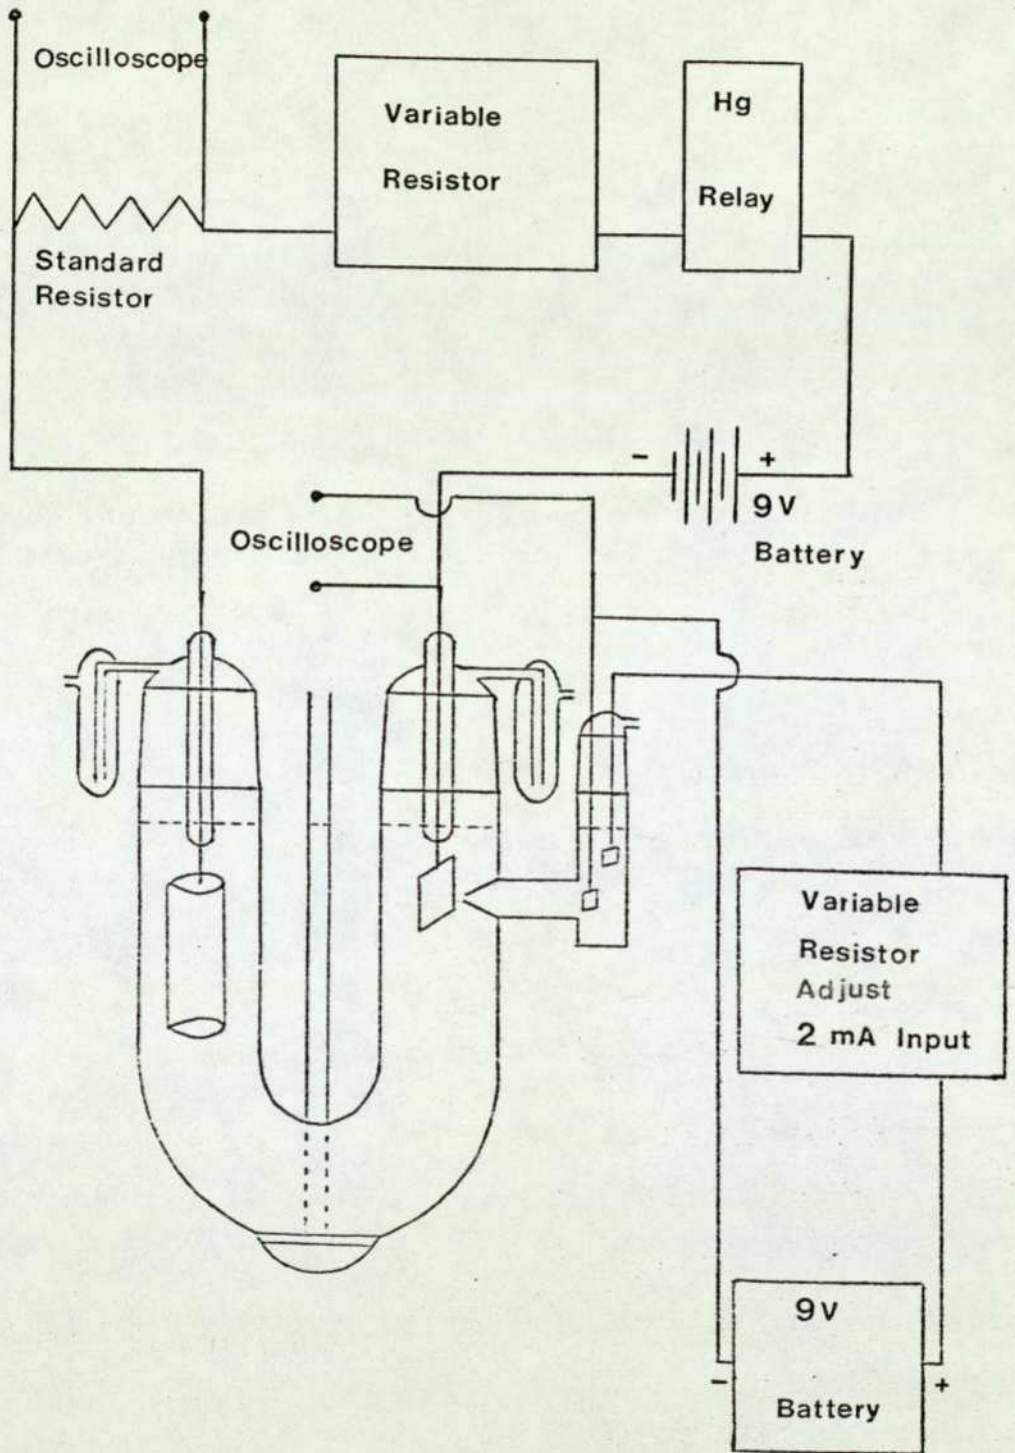 Oscilloscope
Variable
Resistor
Hg
Relay
Standard
Resistor
- +
9V
Battery
Oscilloscope
Variable
Resistor
Adjust
2 mA Input
9V
- +
Battery